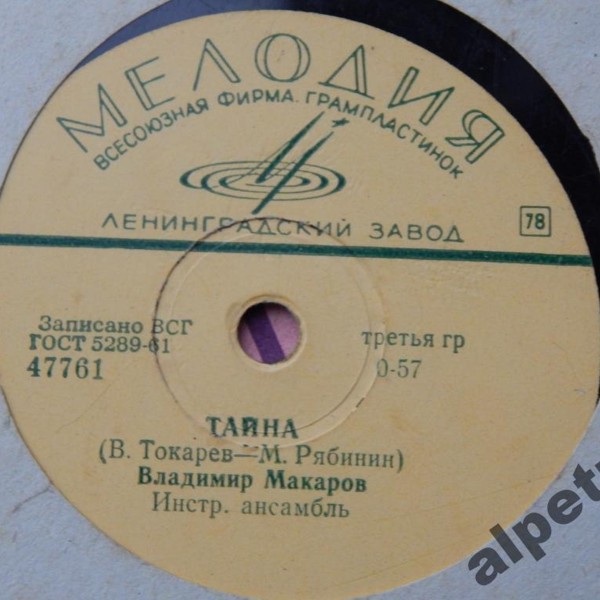 МЕЛОДИЯ
ВСЕСОЮЗНАЯ ФИРМА ГРАМПЛАСТИНОК
ЛЕНИНГРАДСКИЙ ЗАВОД
78
Записано ВСГ
ГОСТ 5289-61
47761
третья гр
0-57
ТАЙНА
(В. Токарев—М. Рябинин)
Владимир Макаров
Инстр. ансамбль
alpetr